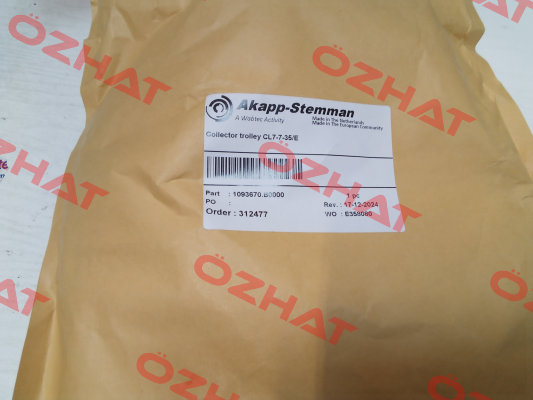 Akapp-Stemman
A Wabtec Activity
Made in The Netherlands
Made in The European Community
Collector trolley CL7-7-35/E
Part : 1093670.B0000
1 pc
PO :
Rev. : 17-12-2024
Order : 312477
WO : E358080
ÖZHAT
ÖZHAT
ÖZHAT
ÖZHAT
ÖZHAT
ÖZHAT
ÖZHAT
ÖZHAT
ÖZHAT